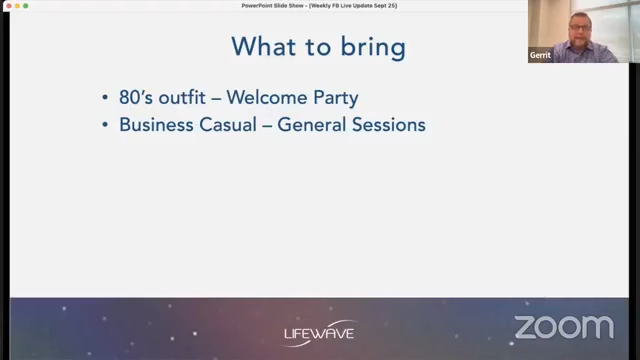 PowerPoint Slide Show - [Weekly FB Live Update Sept 25]
What to bring
Gerrit
• 80's outfit – Welcome Party
• Business Casual – General Sessions
LIFEWAVE
zoom